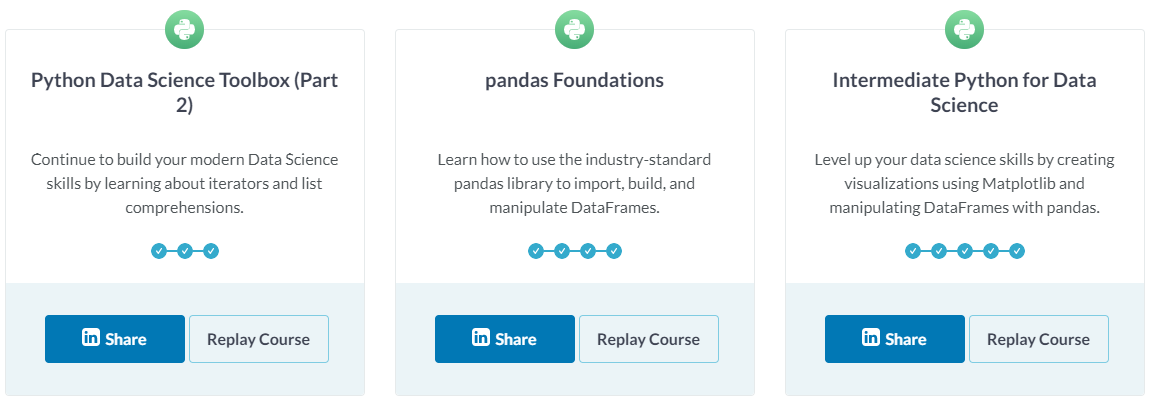 Python Data Science Toolbox (Part
2)
Continue to build your modern Data Science
skills by learning about iterators and list
comprehensions.
in Share
Replay Course
pandas Foundations
Learn how to use the industry-standard
pandas library to import, build, and
manipulate DataFrames.
in Share
Replay Course
Intermediate Python for Data
Science
Level up your data science skills by creating
visualizations using Matplotlib and
manipulating DataFrames with pandas.
in Share
Replay Course